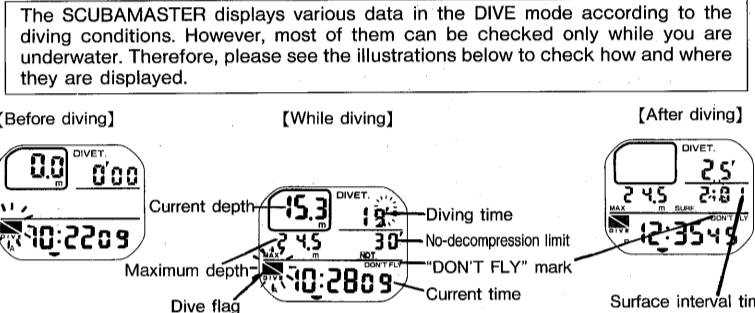 The SCUBAMASTER displays various data in the DIVE mode according to the
diving conditions. However, most of them can be checked only while you are
underwater. Therefore, please see the illustrations below to check how and where
they are displayed.
Before diving】
【While diving】
【After diving】
DIVET.
0.0 m 0'00
10:2209
Current depth
15.3 m
DIVET.
19'
Diving time
MAX 24.5 m
NDT 30
No-decompression limit
Maximum depth
DON'T FLY
"DON'T FLY" mark
DIVE
10:2809
Current time
Dive flag
DIVET.
25'
MAX 24.5 m
SURF.
2:01
DON'T FLY
DIVE
12:3545
Surface interval